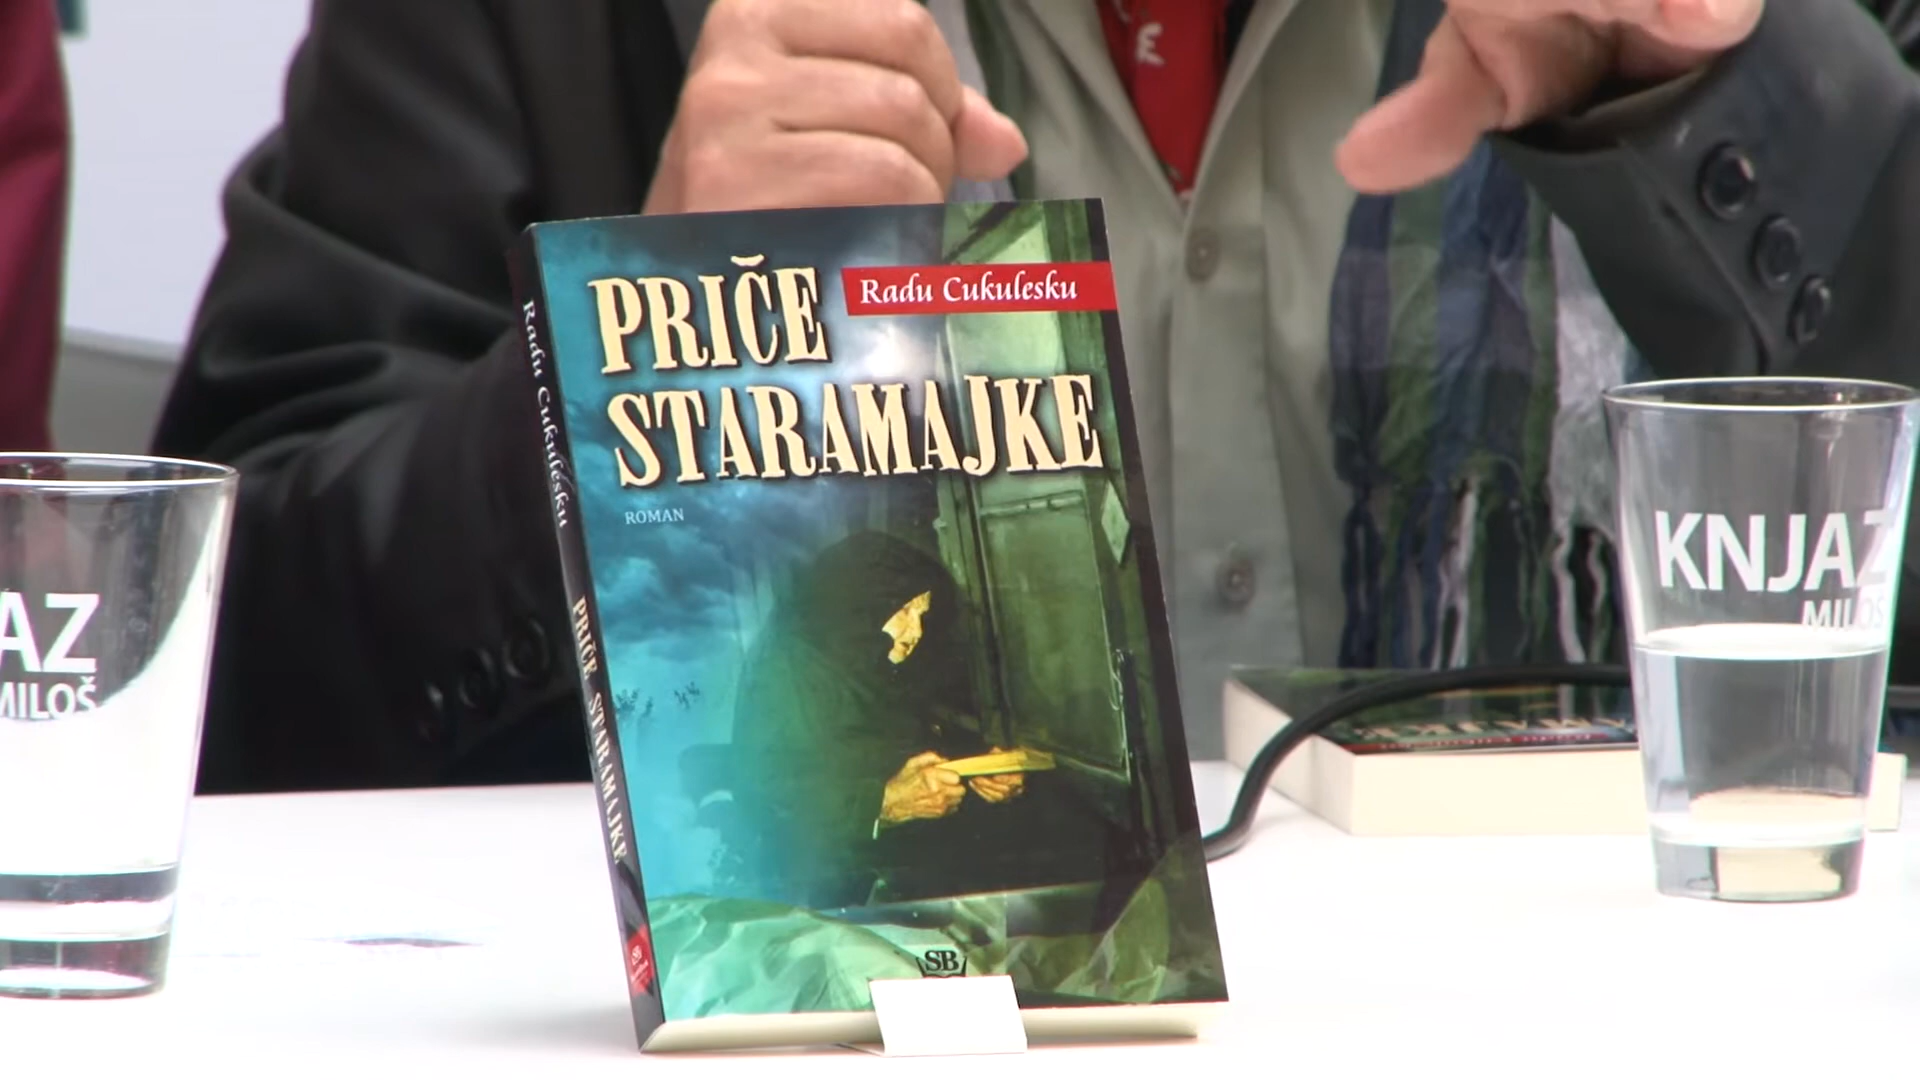 PRIČE
Radu Cukulesku
STARAMAJKE
ROMAN
SB
Radu Cukulesku
PRIČE STARAMAJKE
AZ
MILOŠ
KNJAZ
MILOŠ